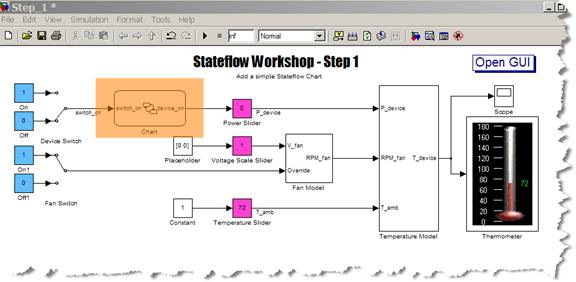 Step_1 *
File Edit View Simulation Format Tools Help
inf Normal
Stateflow Workshop - Step 1
Add a simple Stateflow Chart
Open GUI
1
On
0
Off
switch_on
Device Switch
switch_on device_on
Chart
0
P_device
Power Slider
P_device
Scope
1
On1
0
Off1
Fan Switch
[0 0]
Placeholder
1
Voltage Scale Slider
V_fan
RPM_fan
Override
Fan Model
RPM_fan
T_device
1
Constant
72
T_amb
Temperature Slider
T_amb
Temperature Model
180
160
140
120
100
80
60
40
20
0
72
Thermometer